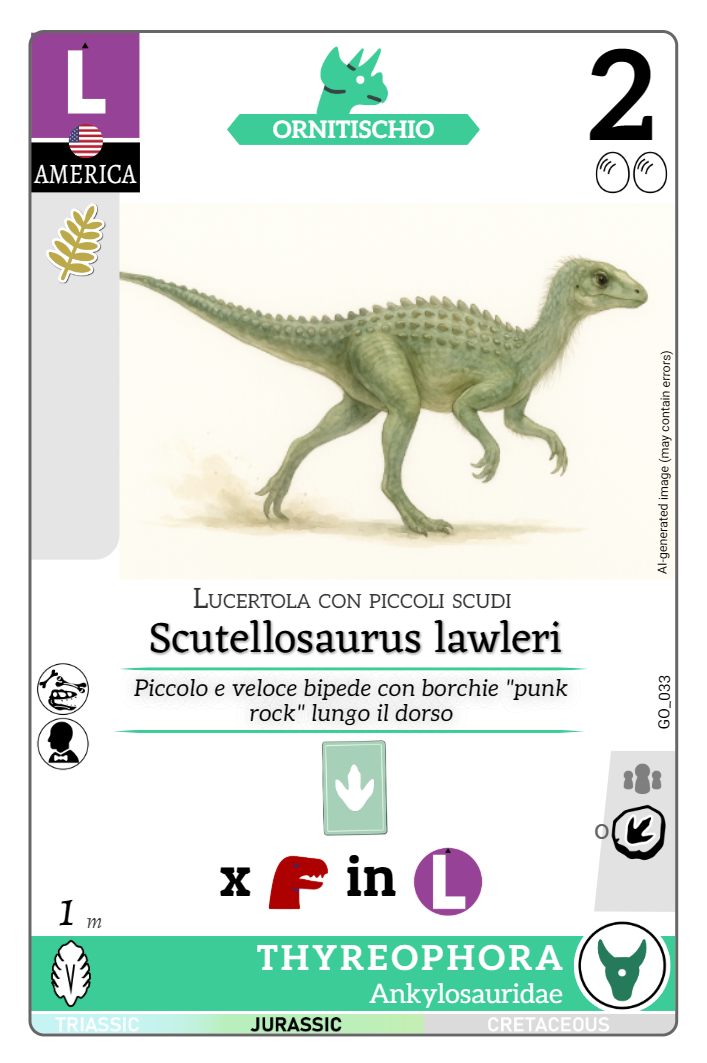 L
AMERICA
ORNITISCHIO
2
AI-generated image (may contain errors)
Lucertola con piccoli scudi
Scutellosaurus lawleri
Piccolo e veloce bipede con borchie "punk
rock" lungo il dorso
GO_033
o
x in L
1 m
THYREOPHORA
Ankylosauridae
TRIASSIC JURASSIC CRETACEOUS